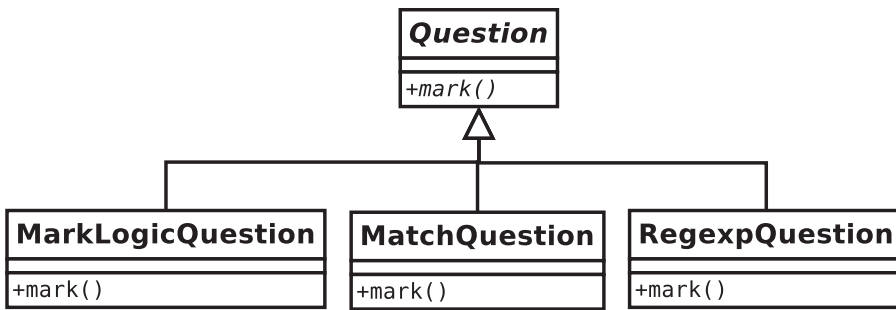 Question
+mark()
MarkLogicQuestion
+mark()
MatchQuestion
+mark()
RegexpQuestion
+mark()